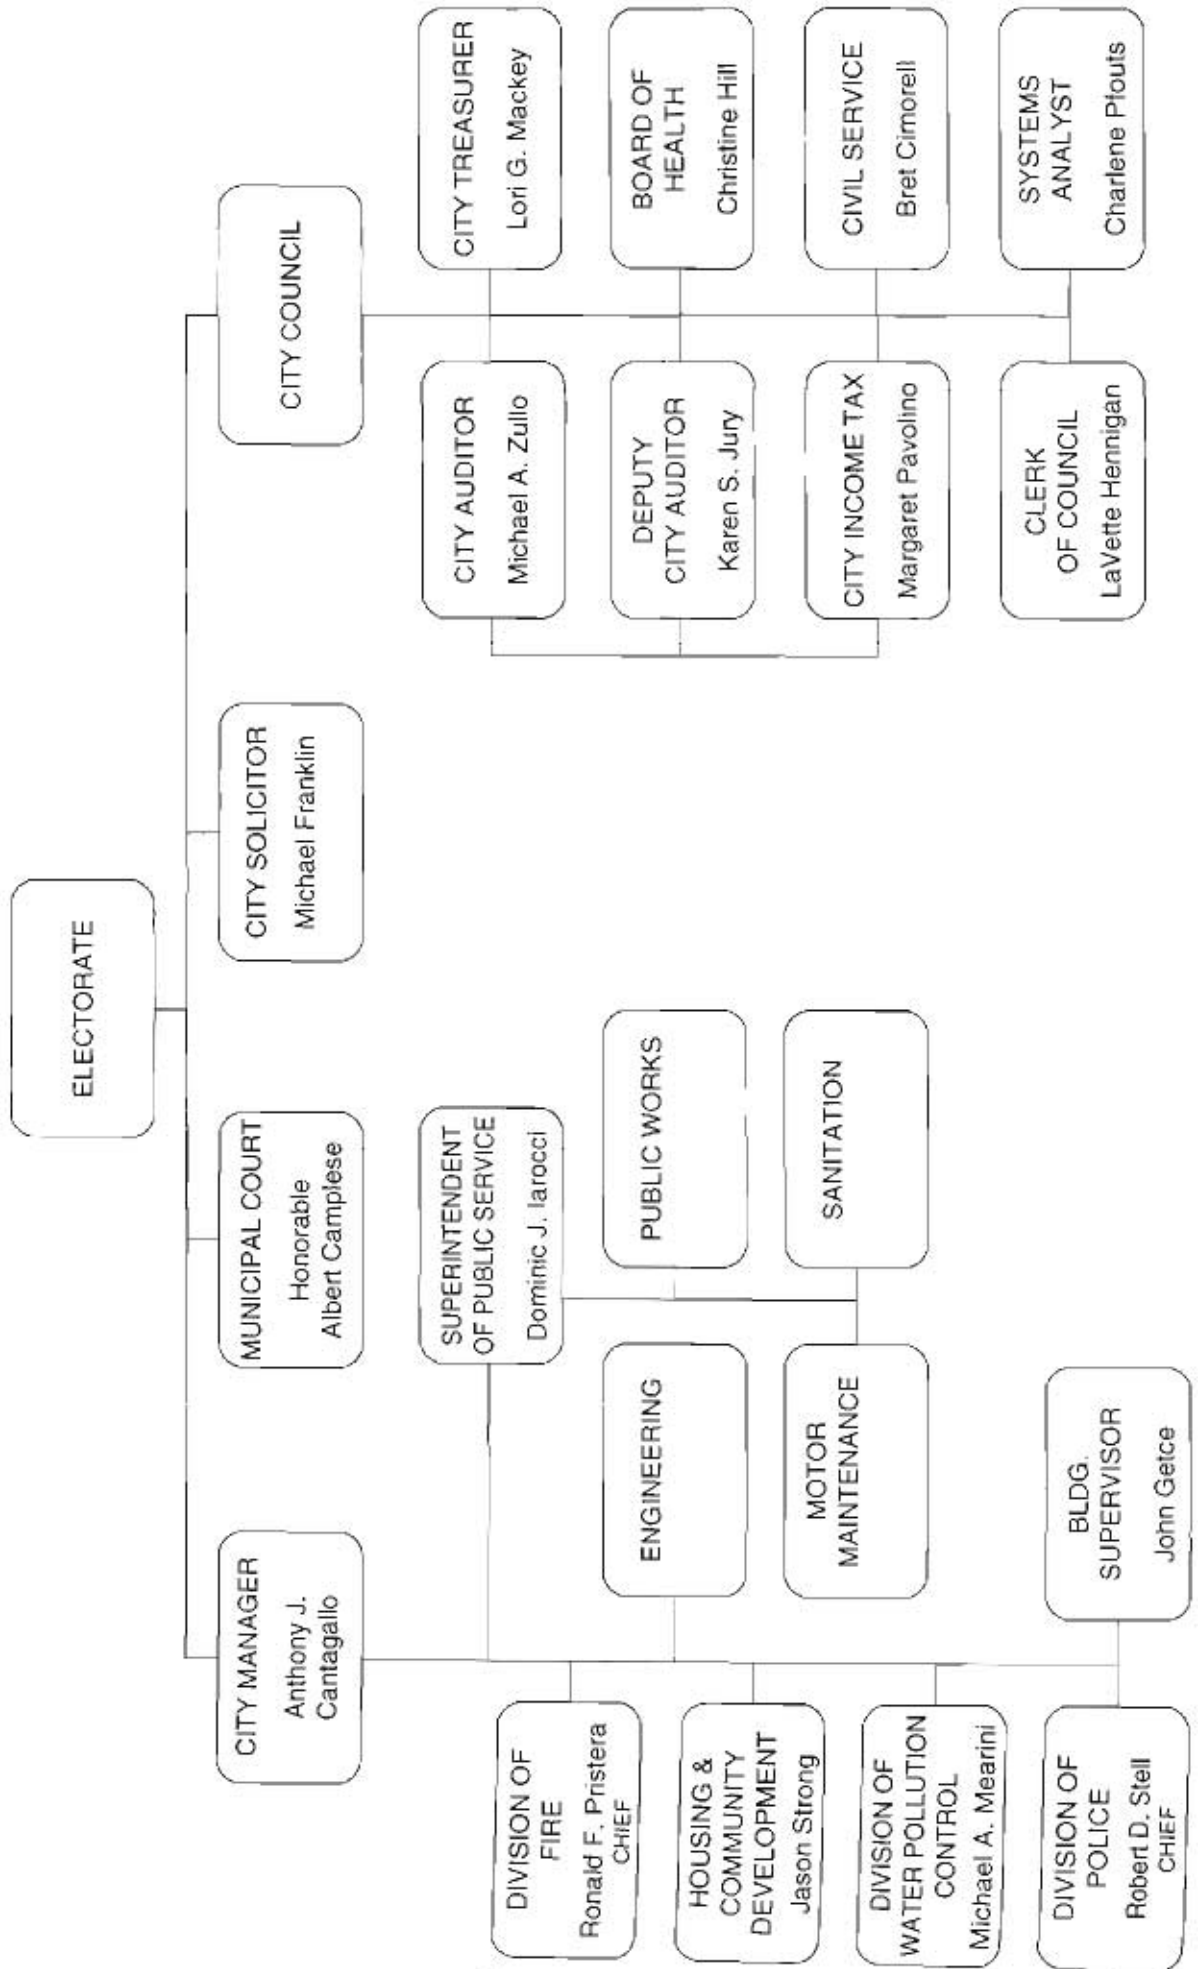 ELECTORATE
CITY MANAGER
Anthony J.
Cantagallo
MUNICIPAL COURT
Honorable
Albert Camplese
CITY SOLICITOR
Michael Franklin
CITY COUNCIL
SUPERINTENDENT
OF PUBLIC SERVICE
Dominic J. Iarocci
DIVISION OF
FIRE
Ronald F. Pristera
CHIEF
ENGINEERING
PUBLIC WORKS
HOUSING &
COMMUNITY
DEVELOPMENT
Jason Strong
MOTOR
MAINTENANCE
SANITATION
DIVISION OF
WATER POLLUTION
CONTROL
Michael A. Mearini
DIVISION OF
POLICE
Robert D. Stell
CHIEF
BLDG.
SUPERVISOR
John Getce
CITY AUDITOR
Michael A. Zullo
CITY TREASURER
Lori G. Mackey
DEPUTY
CITY AUDITOR
Karen S. Jury
BOARD OF
HEALTH
Christine Hill
CITY INCOME TAX
Margaret Pavolino
CIVIL SERVICE
Bret Cimorell
CLERK
OF COUNCIL
LaVette Hennigan
SYSTEMS
ANALYST
Charlene Pfouts